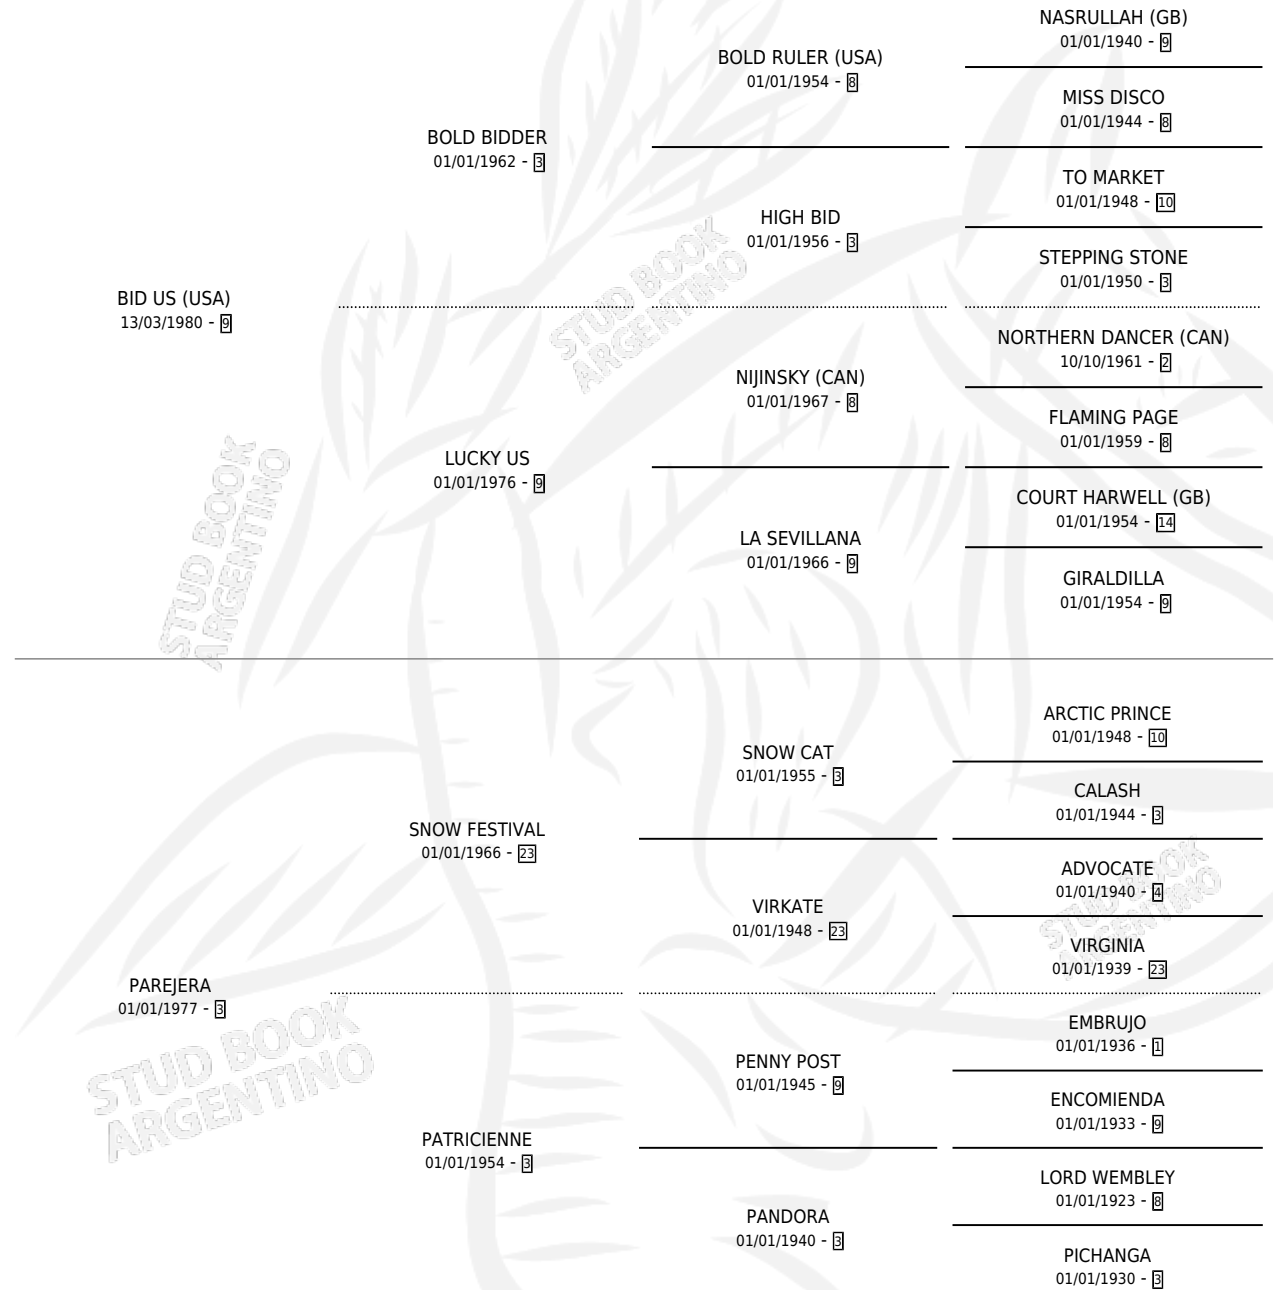 NASRULLAH (GB)
01/01/1940 - 9
BOLD RULER (USA)
01/01/1954 - 8
MISS DISCO
01/01/1944 - 8
BOLD BIDDER
01/01/1962 - 3
TO MARKET
01/01/1948 - 10
HIGH BID
01/01/1956 - 3
STEPPING STONE
01/01/1950 - 3
BID US (USA)
13/03/1980 - 9
NORTHERN DANCER (CAN)
10/10/1961 - 2
NIJINSKY (CAN)
01/01/1967 - 8
FLAMING PAGE
01/01/1959 - 8
LUCKY US
01/01/1976 - 9
COURT HARWELL (GB)
01/01/1954 - 14
LA SEVILLANA
01/01/1966 - 9
GIRALDILLA
01/01/1954 - 9
ARCTIC PRINCE
01/01/1948 - 10
SNOW CAT
01/01/1955 - 3
CALASH
01/01/1944 - 3
SNOW FESTIVAL
01/01/1966 - 23
ADVOCATE
01/01/1940 - 4
VIRKATE
01/01/1948 - 23
VIRGINIA
01/01/1939 - 23
PAREJERA
01/01/1977 - 3
EMBRUJO
01/01/1936 - 1
PENNY POST
01/01/1945 - 9
ENCOMIENDA
01/01/1933 - 9
PATRICIENNE
01/01/1954 - 3
LORD WEMBLEY
01/01/1923 - 8
PANDORA
01/01/1940 - 3
PICHANGA
01/01/1930 - 3
STUD BOOK
ARGENTINO
STUD BOOK
ARGENTINO
STUD BOOK
ARGENTINO
STUD BOOK
ARGENTINO